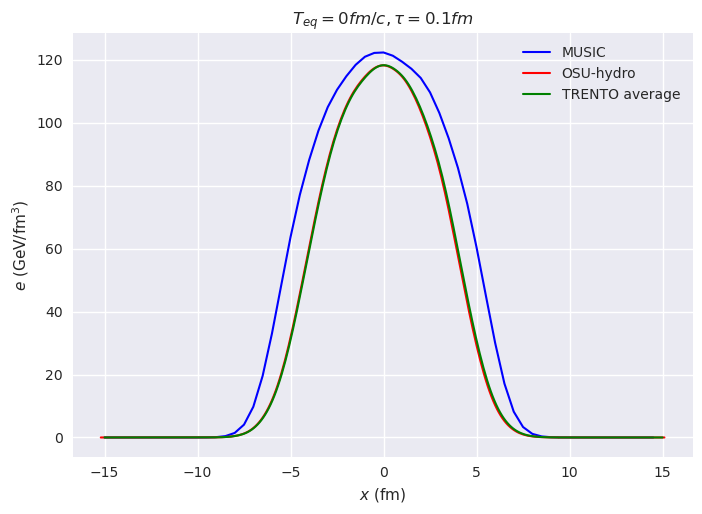 T_eq = 0fm/c, τ = 0.1fm
MUSIC
OSU-hydro
TRENTO average
e (GeV/fm³)
120
100
80
60
40
20
0
−15 −10 −5 0 5 10 15
x (fm)